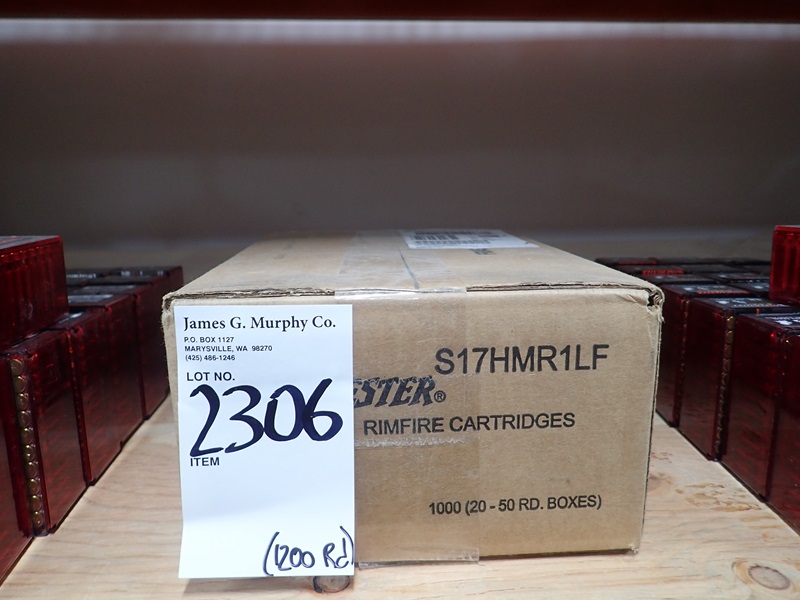 James G. Murphy Co.
P.O. BOX 1127
MARYSVILLE, WA 98270
(425) 486-1246
LOT NO.
2306
ITEM
(1200 Rd)
S17HMR1LF
ESTER®
RIMFIRE CARTRIDGES
1000 (20 - 50 RD. BOXES)